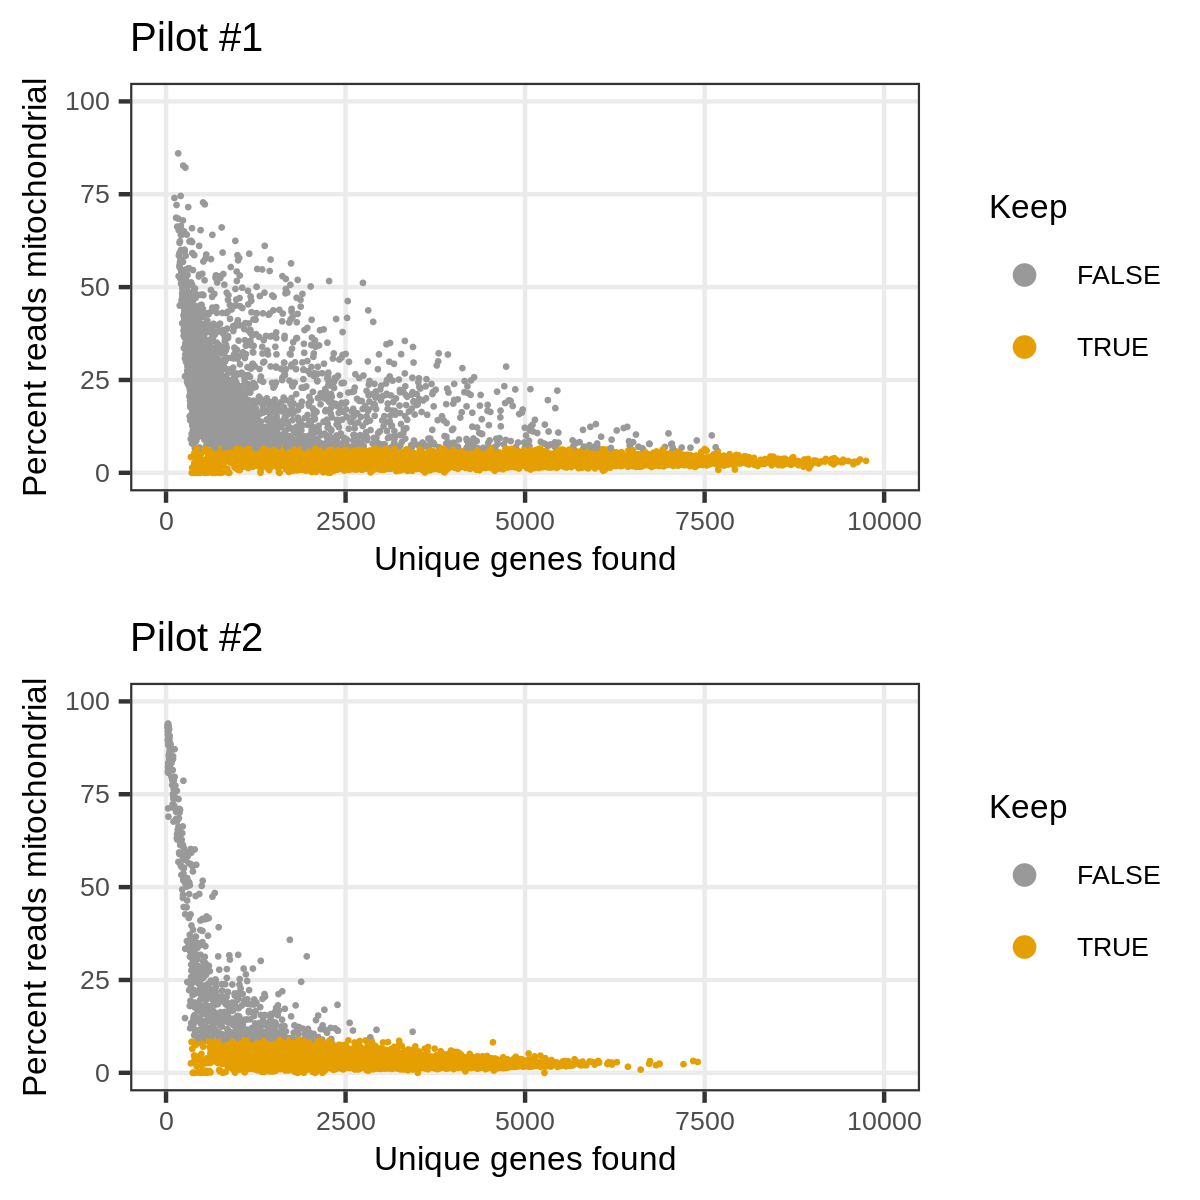 Pilot #1
Percent reads mitochondrial
100
75
50
25
0
0 2500 5000 7500 10000
Unique genes found
Keep
FALSE
TRUE
Pilot #2
Percent reads mitochondrial
100
75
50
25
0
0 2500 5000 7500 10000
Unique genes found
Keep
FALSE
TRUE